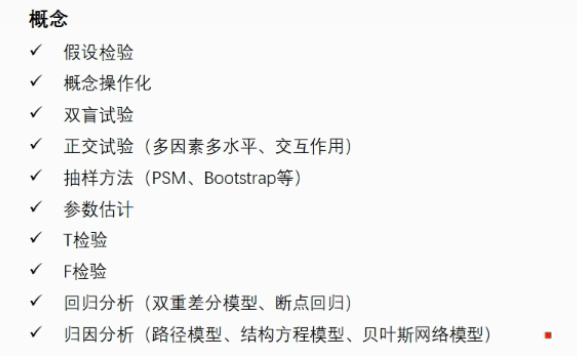 概念
✓ 假设检验
✓ 概念操作化
✓ 双盲试验
✓ 正交试验（多因素多水平、交互作用）
✓ 抽样方法（PSM、Bootstrap等）
✓ 参数估计
✓ T检验
✓ F检验
✓ 回归分析（双重差分模型、断点回归）
✓ 归因分析（路径模型、结构方程模型、贝叶斯网络模型）